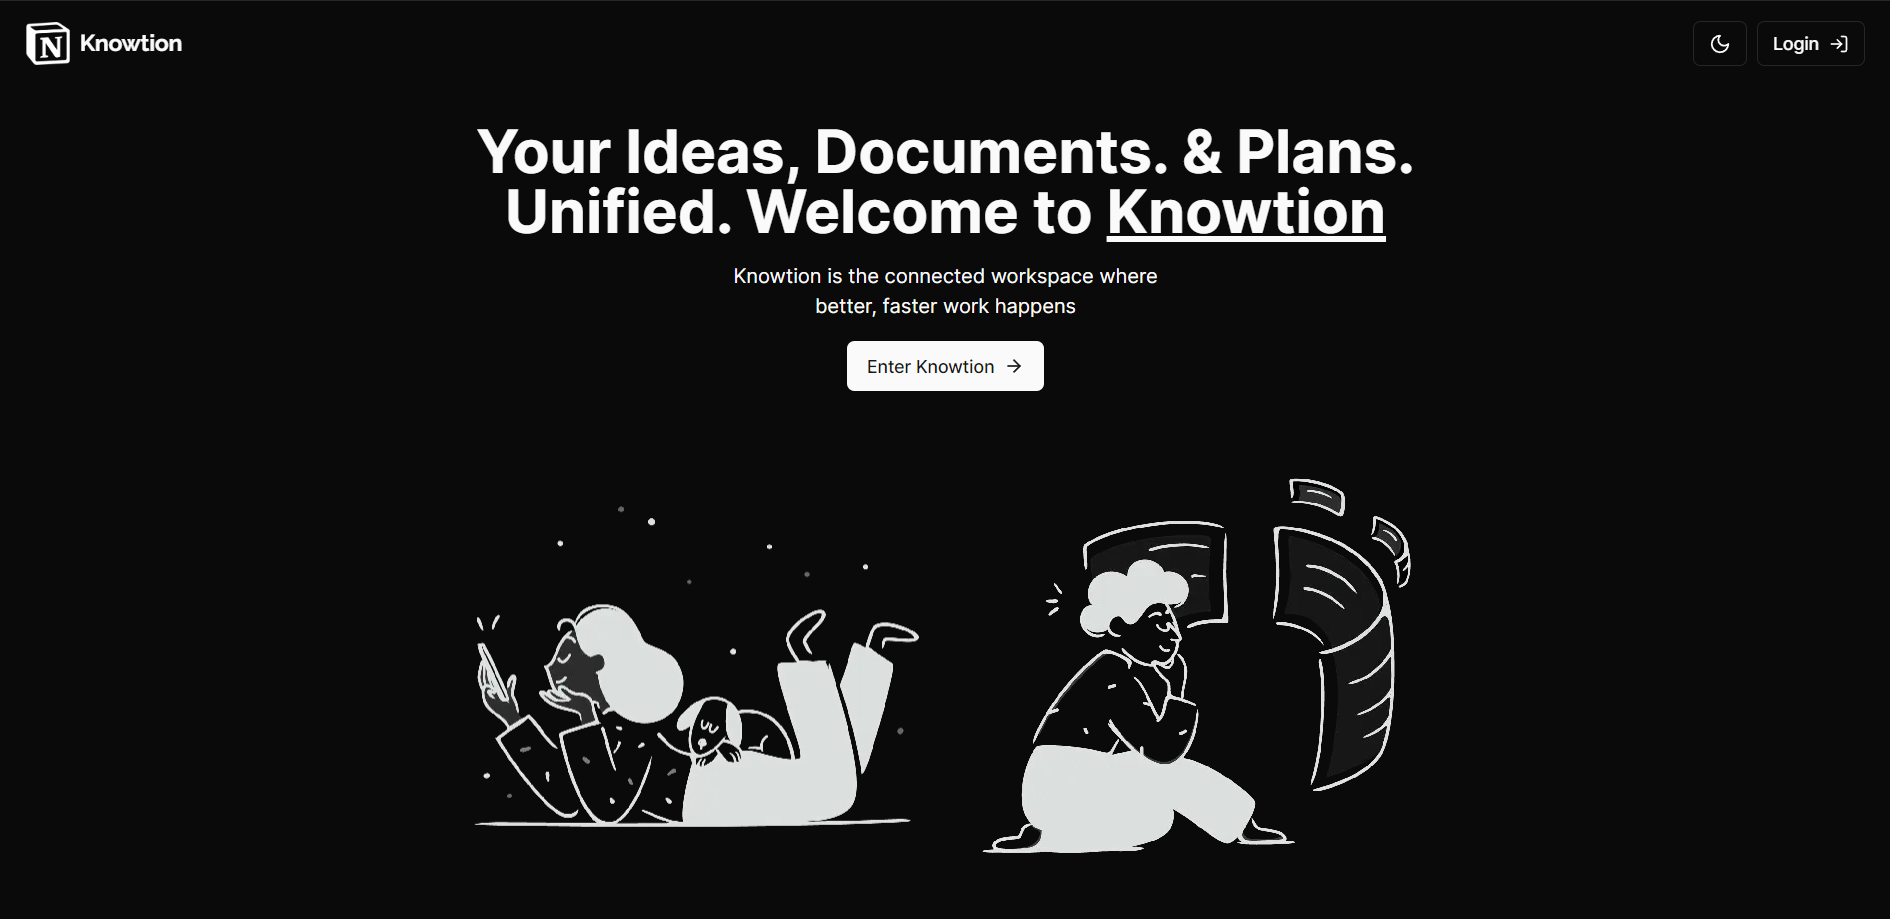 N Knowtion
Login
Your Ideas, Documents. & Plans.
Unified. Welcome to Knowtion
Knowtion is the connected workspace where
better, faster work happens
Enter Knowtion